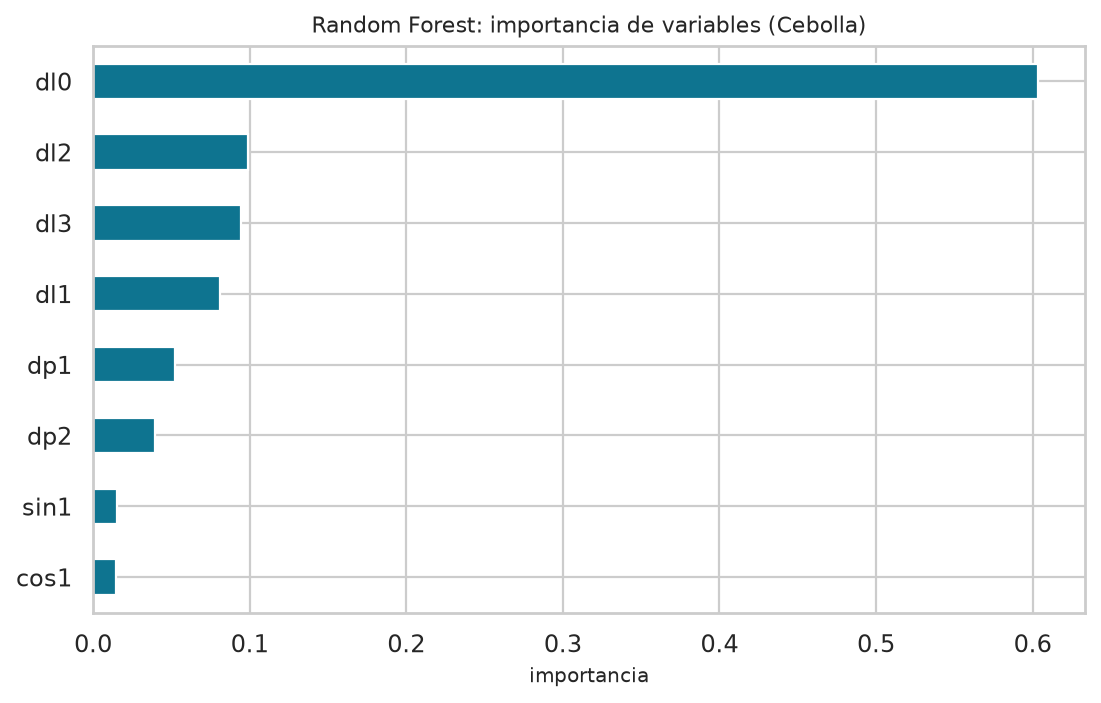 Random Forest: importancia de variables (Cebolla)
dl0
dl2
dl3
dl1
dp1
dp2
sin1
cos1
0.0 0.1 0.2 0.3 0.4 0.5 0.6
importancia